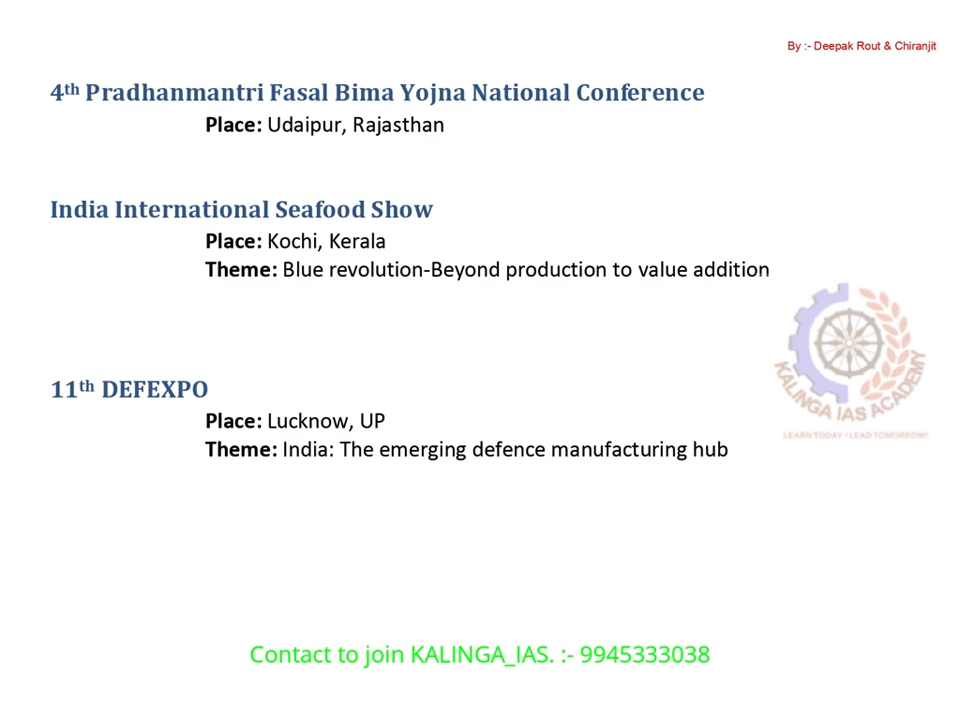 By :- Deepak Rout & Chiranjit
4th Pradhanmantri Fasal Bima Yojna National Conference
Place: Udaipur, Rajasthan
India International Seafood Show
Place: Kochi, Kerala
Theme: Blue revolution-Beyond production to value addition
KALINGA IAS ACADEMY
LEARN TODAY ! LEAD TOMORROW!
11th DEFEXPO
Place: Lucknow, UP
Theme: India: The emerging defence manufacturing hub
Contact to join KALINGA_IAS. :- 9945333038